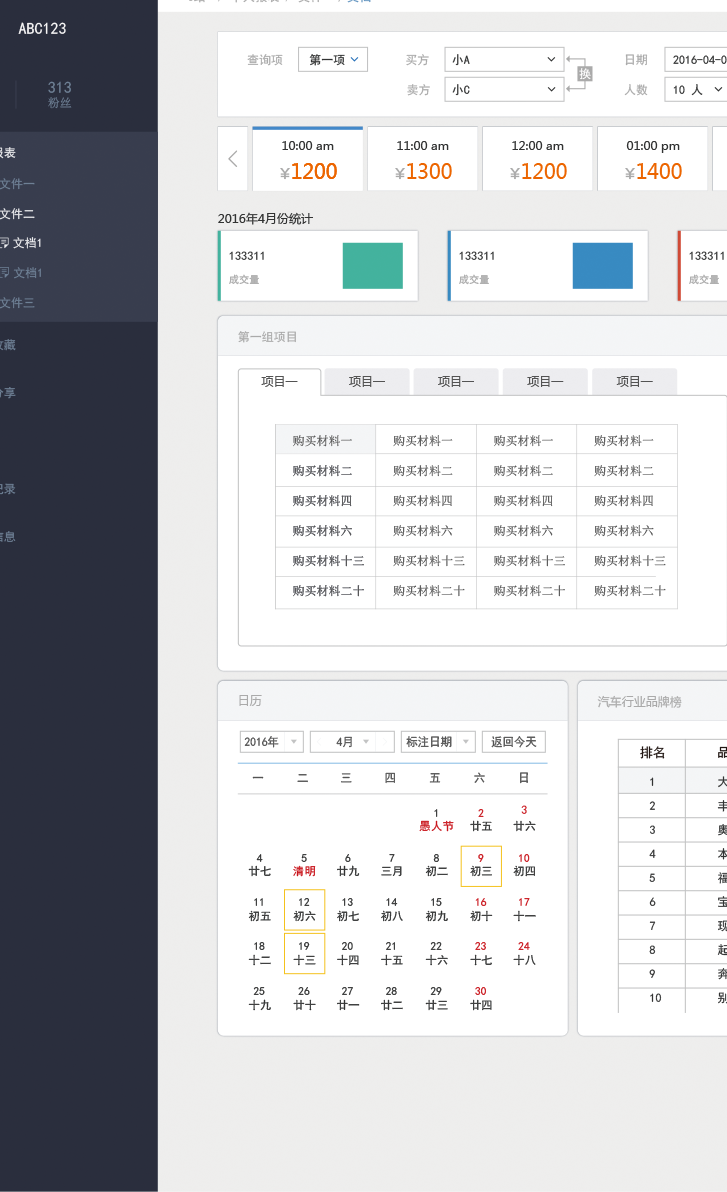 ABC123
313
粉丝
文件一
文件二
文档1
文档1
文件三
查询项 第一项 买方 小A 换 日期 2016-04-0
卖方 小C 人数 10 人
10:00 am 11:00 am 12:00 am 01:00 pm
¥1200 ¥1300 ¥1200 ¥1400
2016年4月份统计
133311 133311 133311
成交量 成交量 成交量
第一组项目
项目一 项目一 项目一 项目一 项目一
购买材料一 购买材料一 购买材料一 购买材料一
购买材料二 购买材料二 购买材料二 购买材料二
购买材料四 购买材料四 购买材料四 购买材料四
购买材料六 购买材料六 购买材料六 购买材料六
购买材料十三 购买材料十三 购买材料十三 购买材料十三
购买材料二十 购买材料二十 购买材料二十 购买材料二十
日历
2016年 4月 标注日期 返回今天
一 二 三 四 五 六 日
1 2 3
愚人节 廿五 廿六
4 5 6 7 8 9 10
廿七 清明 廿九 三月 初二 初三 初四
11 12 13 14 15 16 17
初五 初六 初七 初八 初九 初十 十一
18 19 20 21 22 23 24
十二 十三 十四 十五 十六 十七 十八
25 26 27 28 29 30
十九 廿十 廿一 廿二 廿三 廿四
汽车行业品牌榜
排名 品
1 大
2 丰
3 奥
4 本
5 福
6 宝
7 现
8 起
9 奔
10 别